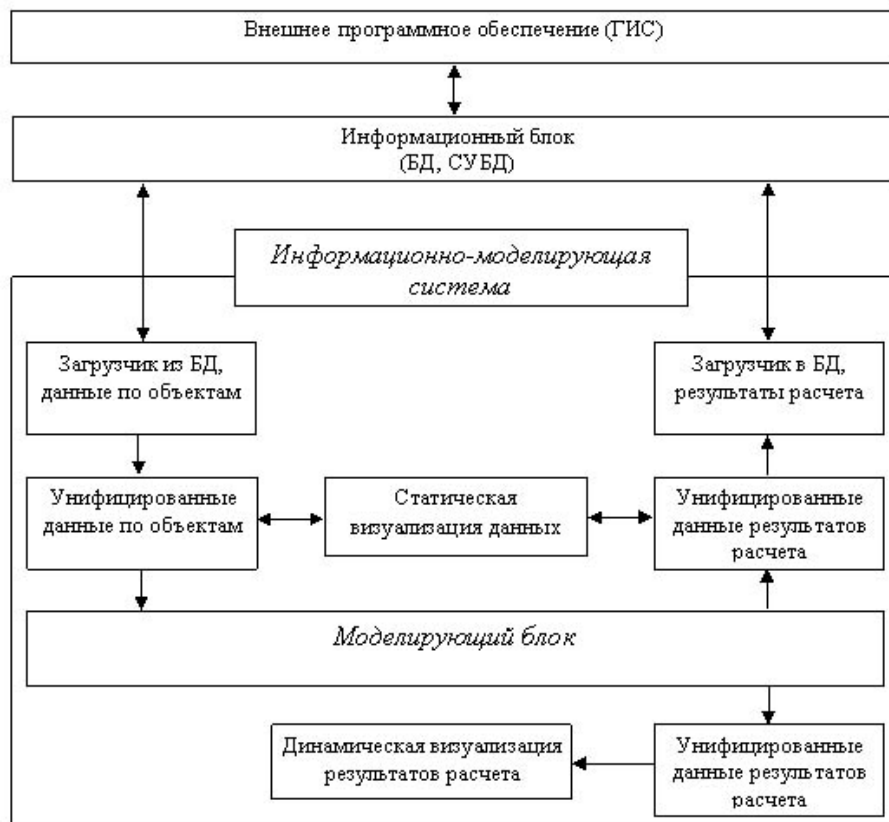 Внешнее программное обеспечение (ГИС)
Информационный блок
(БД, СУБД)
Информационно-моделирующая
система
Загрузчик из БД,
данные по объектам
Загрузчик в БД,
результаты расчета
Унифицированные
данные по объектам
Статическая
визуализация данных
Унифицированные
данные результатов
расчета
Моделирующий блок
Динамическая визуализация
результатов расчета
Унифицированные
данные результатов
расчета